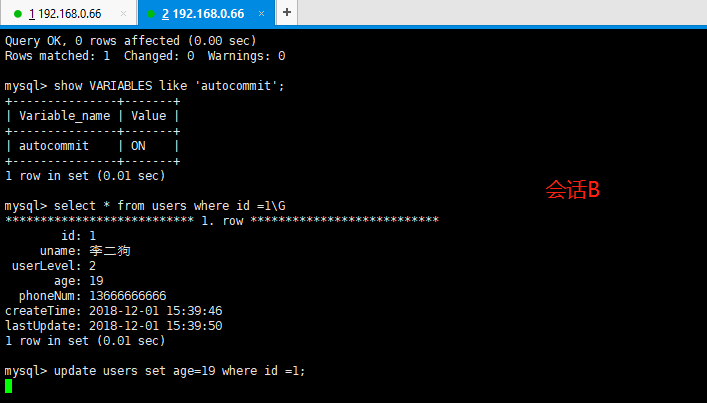 1 192.168.0.66 × 2 192.168.0.66 × +
Query OK, 0 rows affected (0.00 sec)
Rows matched: 1  Changed: 0  Warnings: 0
mysql> show VARIABLES like 'autocommit';
+---------------+-------+
| Variable_name | Value |
+---------------+-------+
| autocommit    | ON    |
+---------------+-------+
1 row in set (0.01 sec)
会话B
mysql> select * from users where id =1\G
*************************** 1. row ***************************
        id: 1
     uname: 李二狗
 userLevel: 2
       age: 19
  phoneNum: 13666666666
createTime: 2018-12-01 15:39:46
lastUpdate: 2018-12-01 15:39:50
1 row in set (0.01 sec)
mysql> update users set age=19 where id =1;